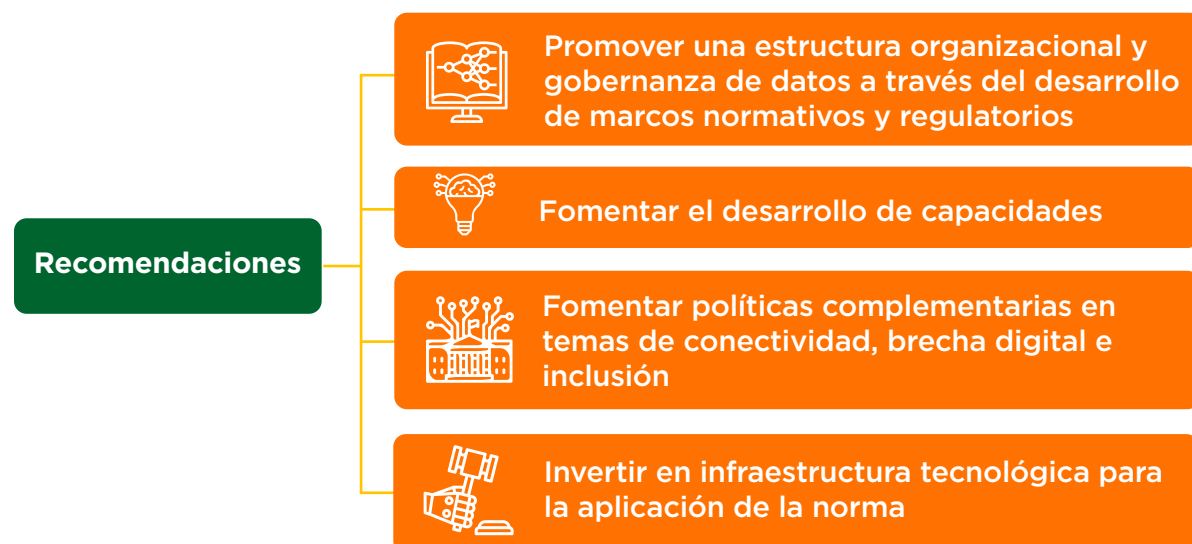 Recomendaciones
Promover una estructura organizacional y
gobernanza de datos a través del desarrollo
de marcos normativos y regulatorios
Fomentar el desarrollo de capacidades
Fomentar políticas complementarias en
temas de conectividad, brecha digital e
inclusión
Invertir en infraestructura tecnológica para
la aplicación de la norma